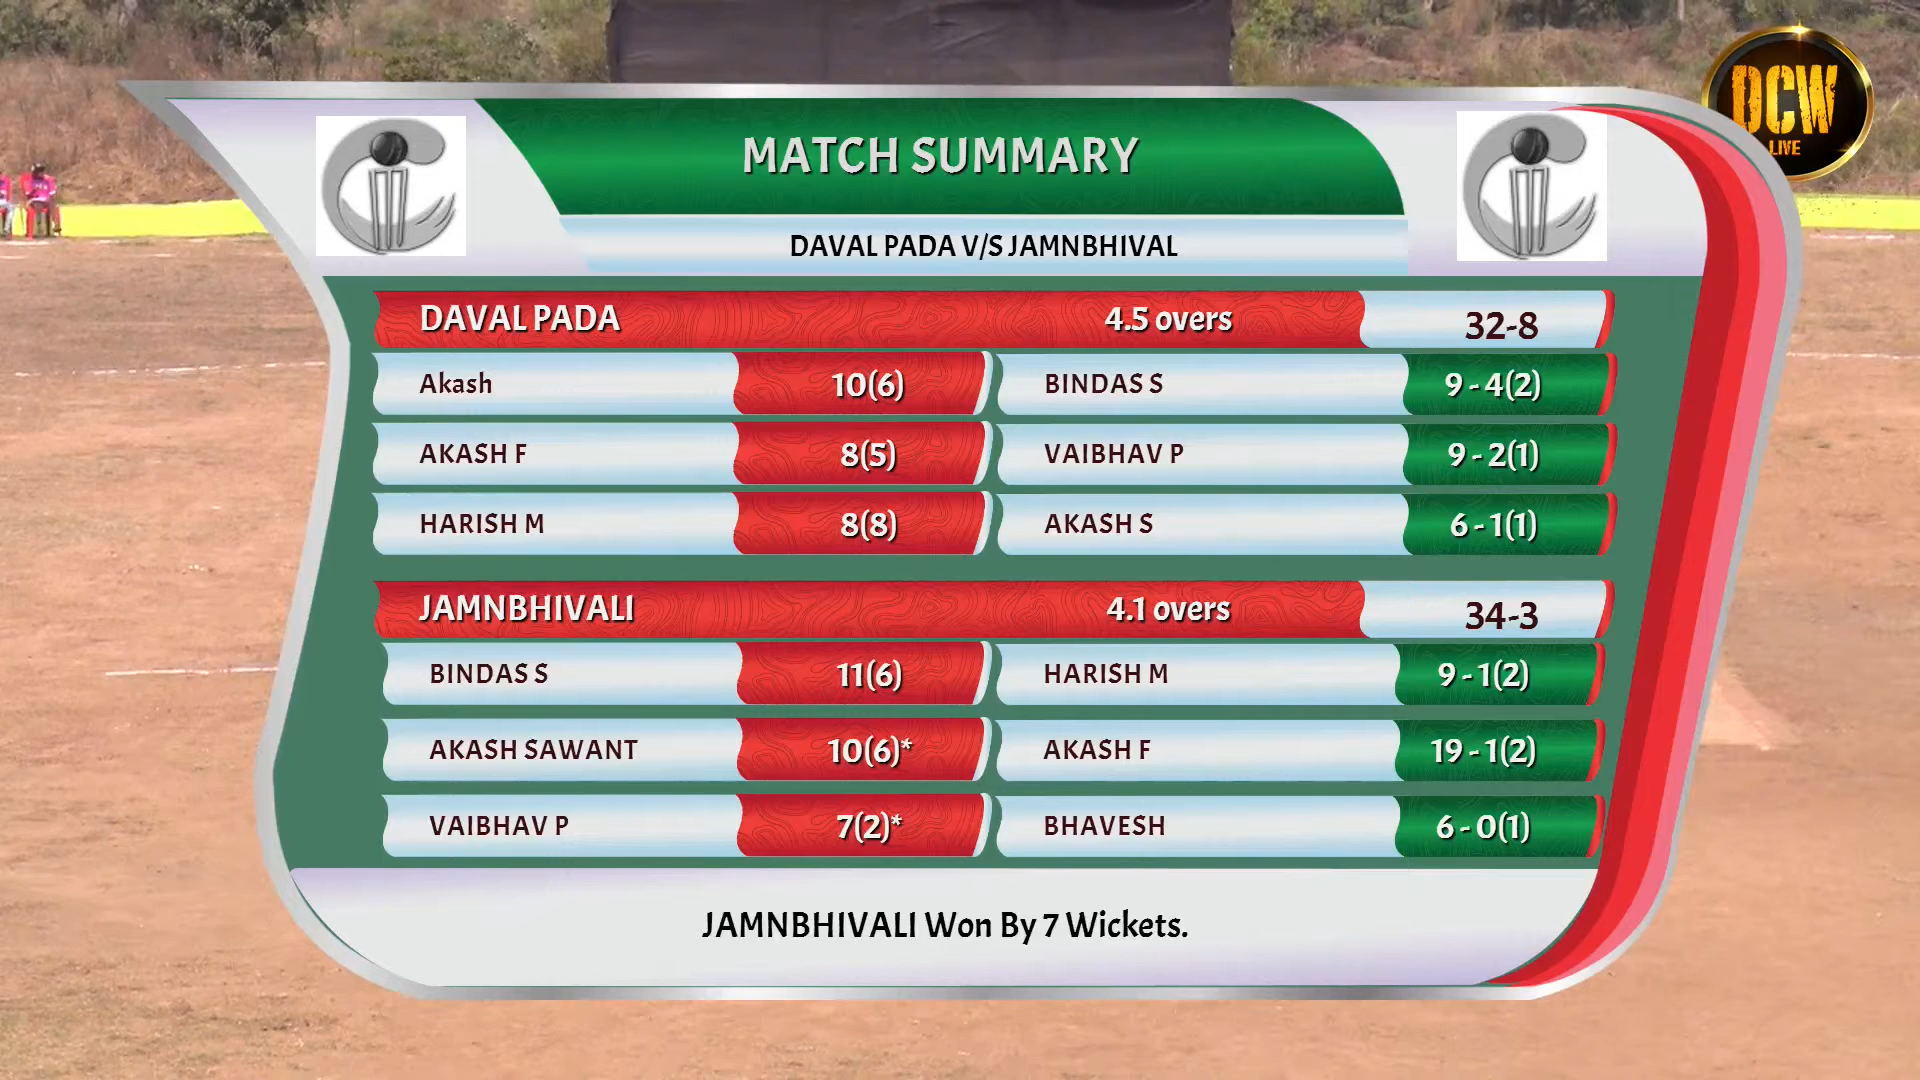 DCW
LIVE
MATCH SUMMARY
DAVAL PADA V/S JAMNBHIVAL
DAVAL PADA 4.5 overs 32-8
Akash 10(6) BINDAS S 9 - 4(2)
AKASH F 8(5) VAIBHAV P 9 - 2(1)
HARISH M 8(8) AKASH S 6 - 1(1)
JAMNBHIVALI 4.1 overs 34-3
BINDAS S 11(6) HARISH M 9 - 1(2)
AKASH SAWANT 10(6)* AKASH F 19 - 1(2)
VAIBHAV P 7(2)* BHAVESH 6 - 0(1)
JAMNBHIVALI Won By 7 Wickets.